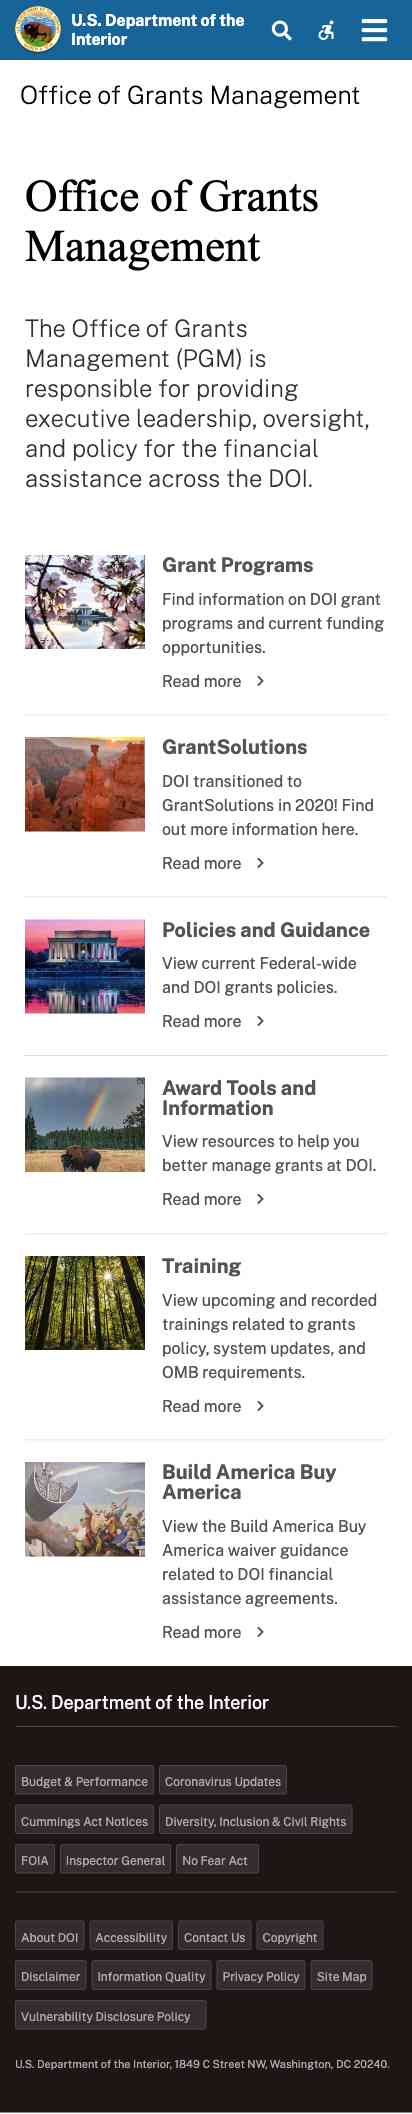 U.S. Department of the
Interior
Office of Grants Management
Office of Grants
Management
The Office of Grants
Management (PGM) is
responsible for providing
executive leadership, oversight,
and policy for the financial
assistance across the DOI.
Grant Programs
Find information on DOI grant
programs and current funding
opportunities.
Read more
GrantSolutions
DOI transitioned to
GrantSolutions in 2020! Find
out more information here.
Read more
Policies and Guidance
View current Federal-wide
and DOI grants policies.
Read more
Award Tools and
Information
View resources to help you
better manage grants at DOI.
Read more
Training
View upcoming and recorded
trainings related to grants
policy, system updates, and
OMB requirements.
Read more
Build America Buy
America
View the Build America Buy
America waiver guidance
related to DOI financial
assistance agreements.
Read more
U.S. Department of the Interior
Budget & Performance Coronavirus Updates
Cummings Act Notices Diversity, Inclusion & Civil Rights
FOIA Inspector General No Fear Act
About DOI Accessibility Contact Us Copyright
Disclaimer Information Quality Privacy Policy Site Map
Vulnerability Disclosure Policy
U.S. Department of the Interior, 1849 C Street NW, Washington, DC 20240.